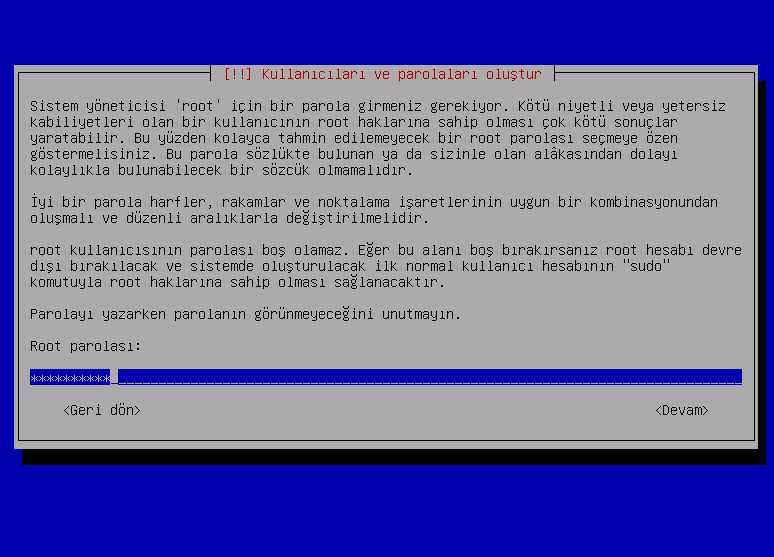 [!!] Kullanıcıları ve parolaları oluştur
Sistem yöneticisi 'root' için bir parola girmeniz gerekiyor. Kötü niyetli veya yetersiz
kabiliyetleri olan bir kullanıcının root haklarına sahip olması çok kötü sonuçlar
yaratabilir. Bu yüzden kolayca tahmin edilemeyecek bir root parolası seçmeye özen
göstermelisiniz. Bu parola sözlükte bulunan ya da sizinle olan alâkasından dolayı
kolaylıkla bulunabilecek bir sözcük olmamalıdır.
İyi bir parola harfler, rakamlar ve noktalama işaretlerinin uygun bir kombinasyonundan
oluşmalı ve düzenli aralıklarla değiştirilmelidir.
root kullanıcısının parolası boş olamaz. Eğer bu alanı boş bırakırsanız root hesabı devre
dışı bırakılacak ve sistemde oluşturulacak ilk normal kullanıcı hesabının "sudo"
komutuyla root haklarına sahip olması sağlanacaktır.
Parolayı yazarken parolanın görünmeyeceğini unutmayın.
Root parolası:
**********
<Geri dön> <Devam>